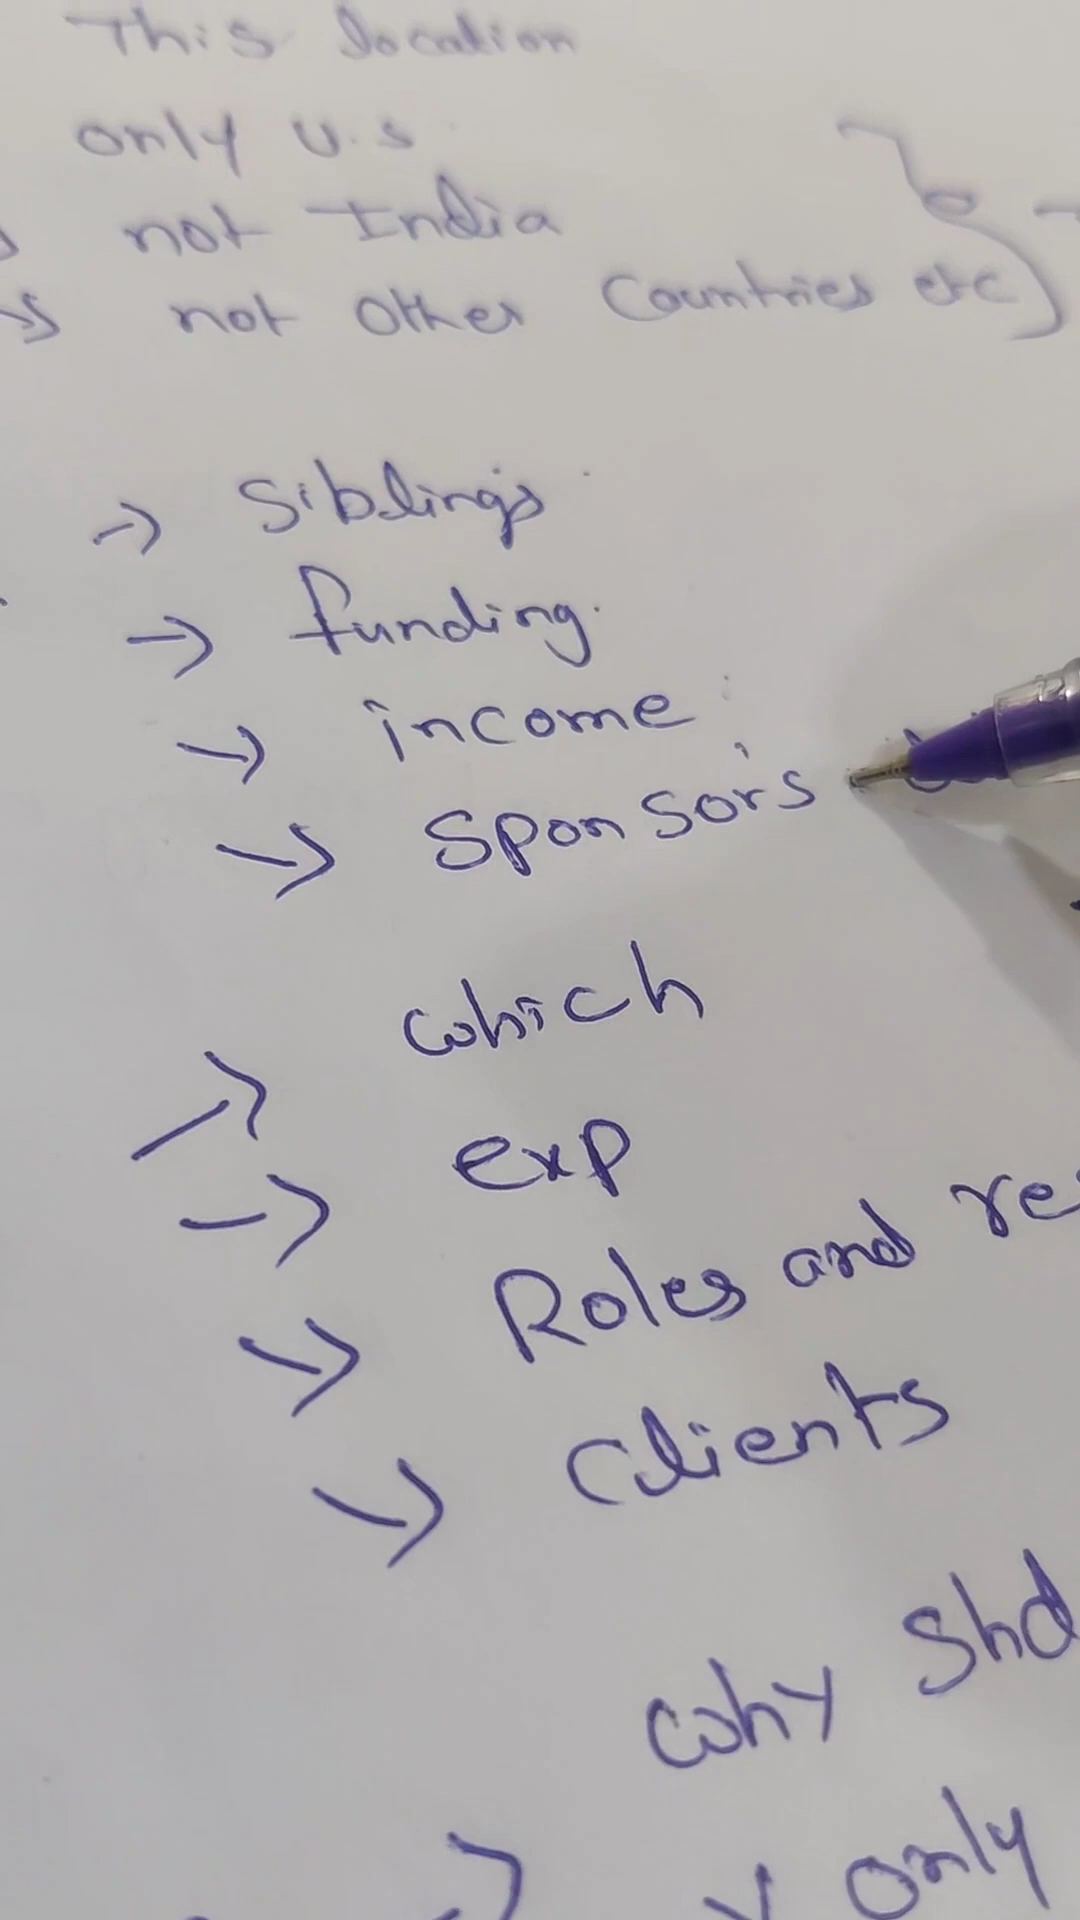 This location
only U.S
not India
not other Countries etc
→ Siblings
→ funding
→ income
→ Sponsors
which
→ exp
→ Roles and re
→ Clients
why shd
only